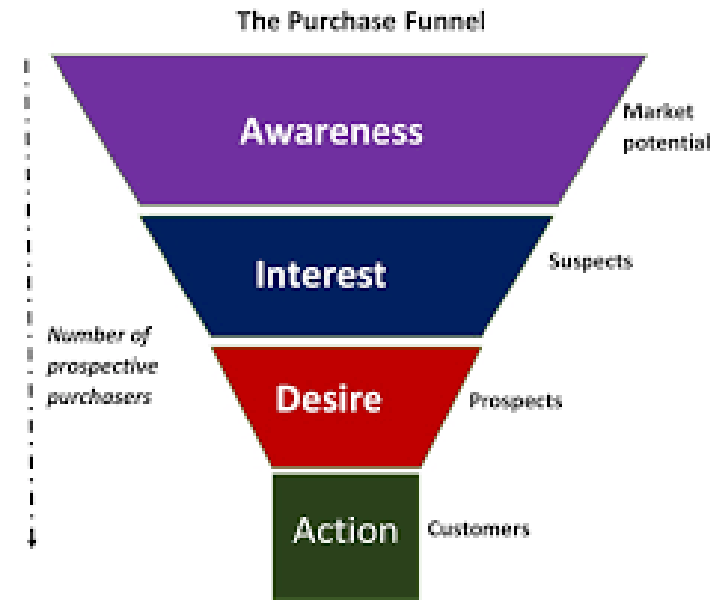 The Purchase Funnel
Awareness
Market
potential
Interest
Suspects
Number of
prospective
purchasers
Desire
Prospects
Action
Customers